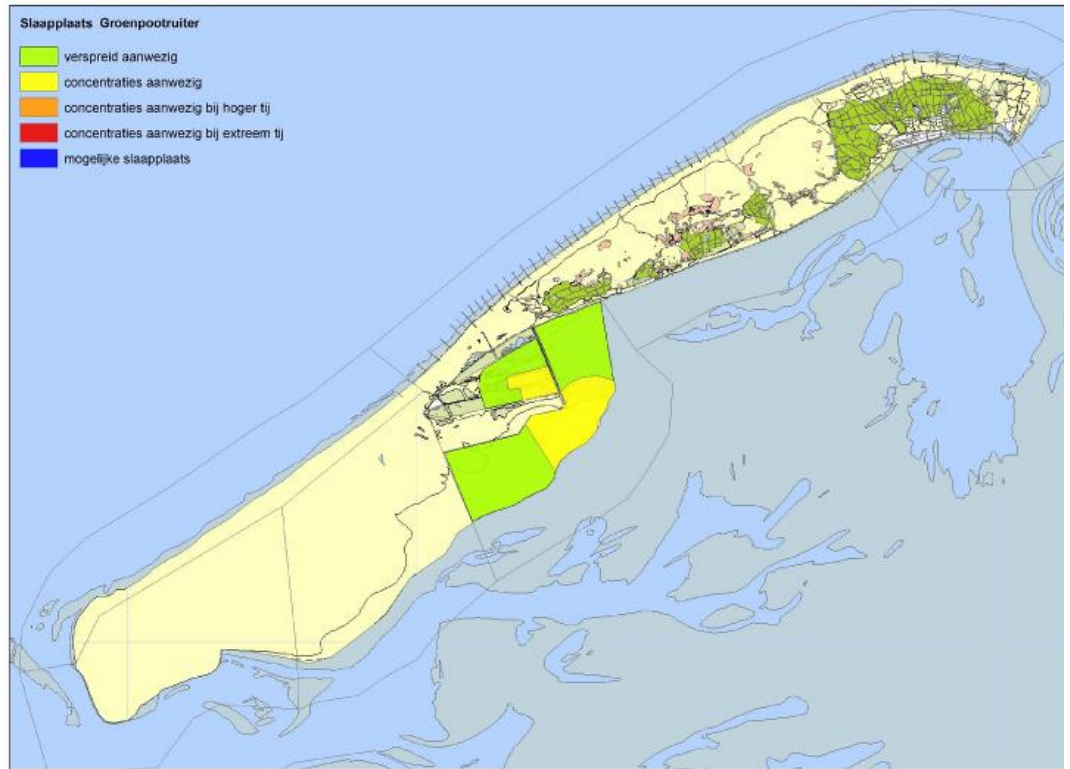 Slaapplaats Groenpootruiter
verspreid aanwezig
concentraties aanwezig
concentraties aanwezig bij hoger tij
concentraties aanwezig bij extreem tij
mogelijke slaapplaats